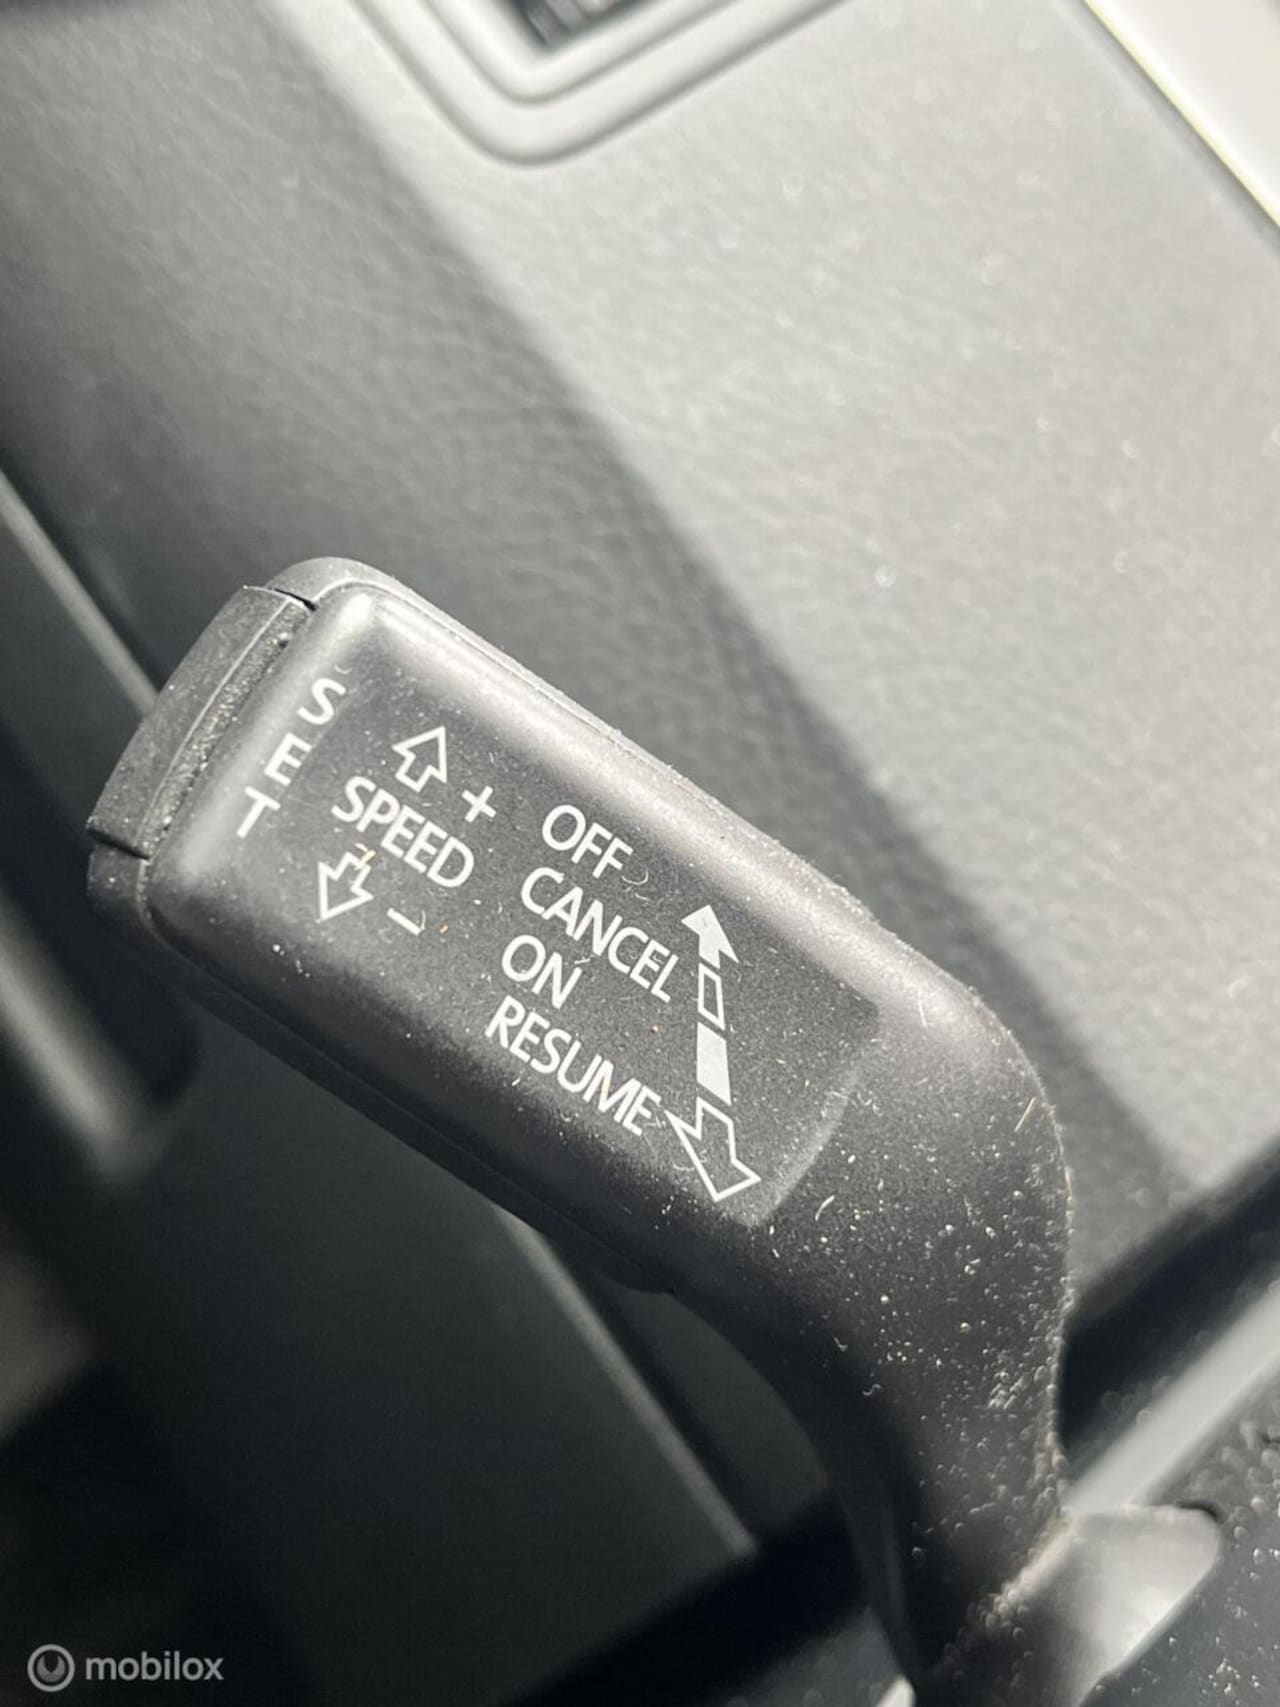 SET
SPEED
+
−
OFF
CANCEL
ON
RESUME
mobilox